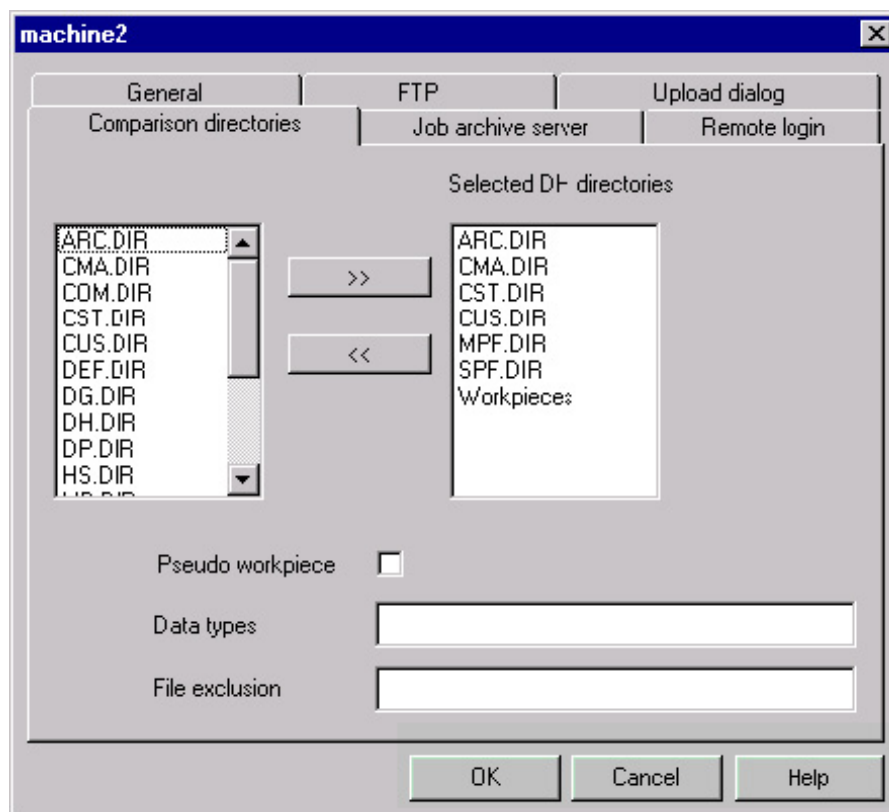 machine2
General FTP Upload dialog
Comparison directories Job archive server Remote login
Selected DH directories
ARC.DIR
CMA.DIR
COM.DIR
CST.DIR
CUS.DIR
DEF.DIR
DG.DIR
DH.DIR
DP.DIR
HS.DIR
>>
<<
ARC.DIR
CMA.DIR
CST.DIR
CUS.DIR
MPF.DIR
SPF.DIR
Workpieces
Pseudo workpiece
Data types
File exclusion
OK Cancel Help